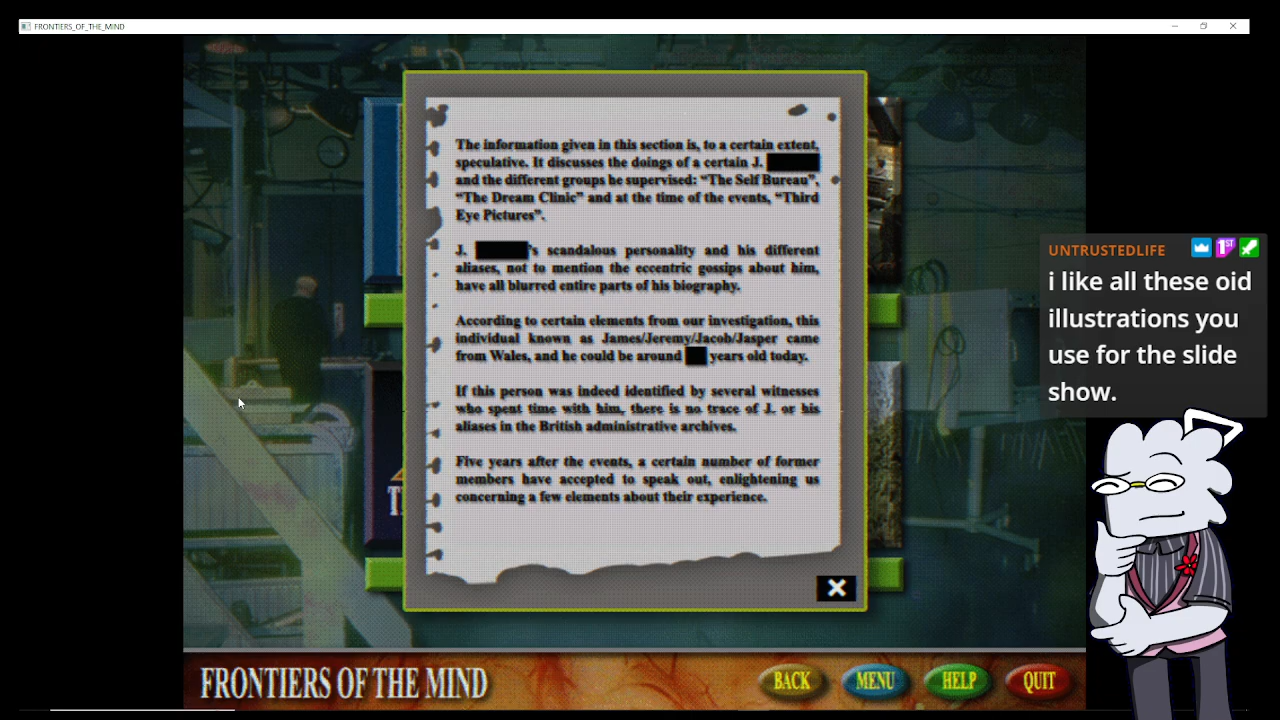 FRONTIERS_OF_THE_MIND
The information given in this section is, to a certain extent,
speculative. It discusses the doings of a certain J.
and the different groups he supervised: “The Self Bureau”,
“The Dream Clinic” and at the time of the events, “Third
Eye Pictures”.
J. 's scandalous personality and his different
aliases, not to mention the eccentric gossips about him,
have all blurred entire parts of his biography.
According to certain elements from our investigation, this
individual known as James/Jeremy/Jacob/Jasper came
from Wales, and he could be around years old today.
If this person was indeed identified by several witnesses
who spent time with him, there is no trace of J. or his
aliases in the British administrative archives.
Five years after the events, a certain number of former
members have accepted to speak out, enlightening us
concerning a few elements about their experience.
UNTRUSTEDLIFE 1ST
i like all these old
illustrations you
use for the slide
show.
FRONTIERS OF THE MIND
BACK MENU HELP QUIT